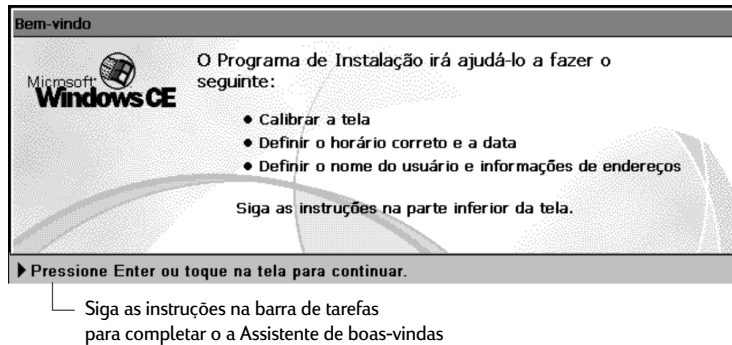 Bem-vindo
Microsoft
Windows CE
O Programa de Instalação irá ajudá-lo a fazer o
seguinte:
• Calibrar a tela
• Definir o horário correto e a data
• Definir o nome do usuário e informações de endereços
Siga as instruções na parte inferior da tela.
Pressione Enter ou toque na tela para continuar.
Siga as instruções na barra de tarefas
para completar o a Assistente de boas-vindas